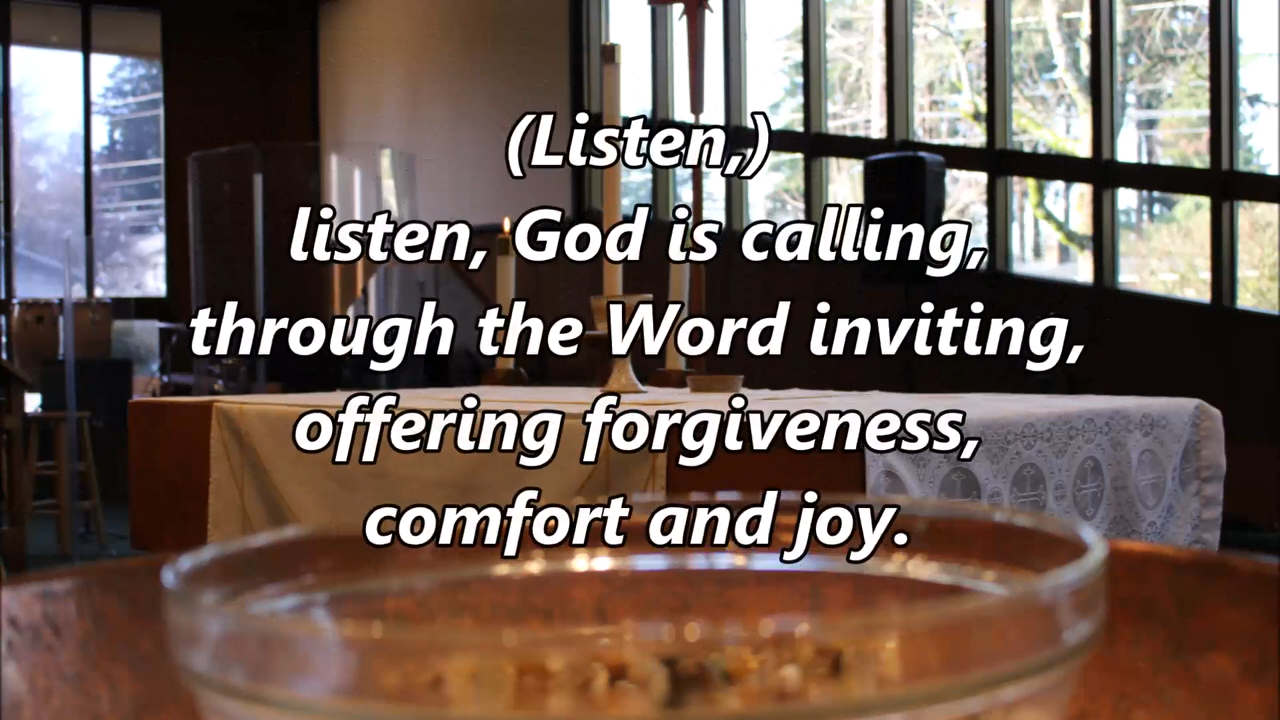 (Listen,)
listen, God is calling,
through the Word inviting,
offering forgiveness,
comfort and joy.